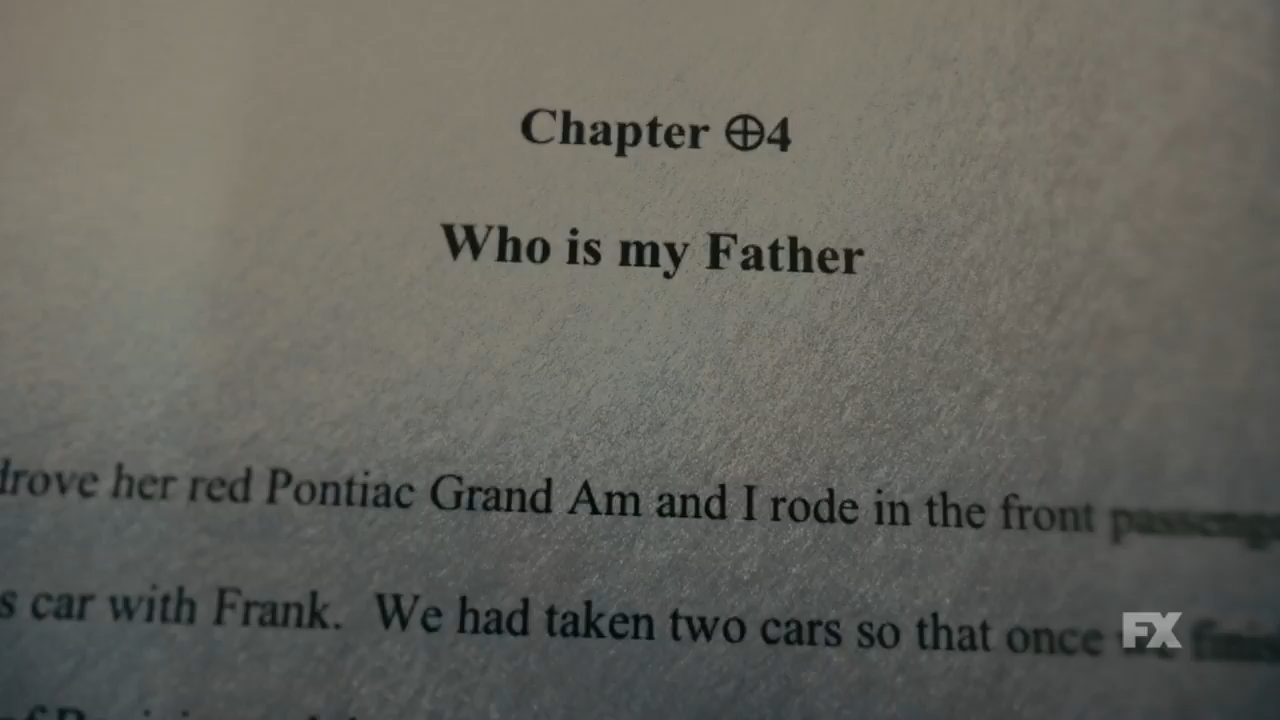 Chapter ⊕4
Who is my Father
drove her red Pontiac Grand Am and I rode in the front
s car with Frank. We had taken two cars so that once
FX